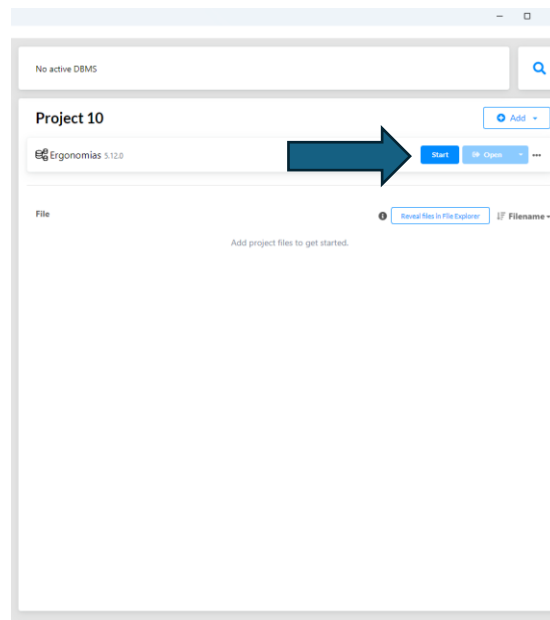 No active DBMS
Project 10
Add
Ergonomias 5.12.0
Start Open
File
Reveal files in File Explorer Filename
Add project files to get started.